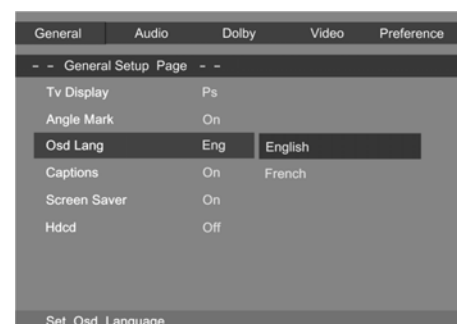 General Audio Dolby Video Preference
- - General Setup Page - -
Tv Display Ps
Angle Mark On
Osd Lang Eng English
Captions On French
Screen Saver On
Hdcd Off
Set Osd Language